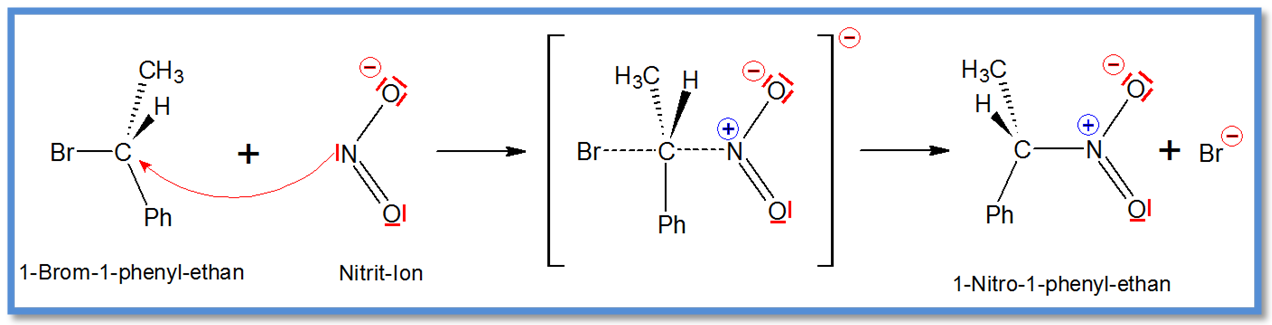 CH3
H
Br C
Ph
+
IN
O −
O
1-Brom-1-phenyl-ethan
Nitrit-Ion
H3C H
Br C N +
O −
O
Ph
−
H3C
H
C N +
O −
O
Ph
+ Br −
1-Nitro-1-phenyl-ethan